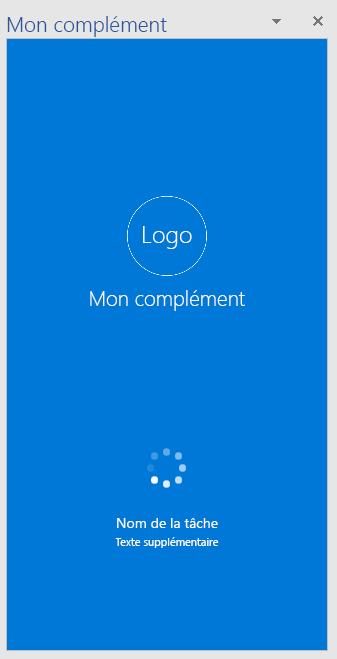 Mon complément
Logo
Mon complément
Nom de la tâche
Texte supplémentaire